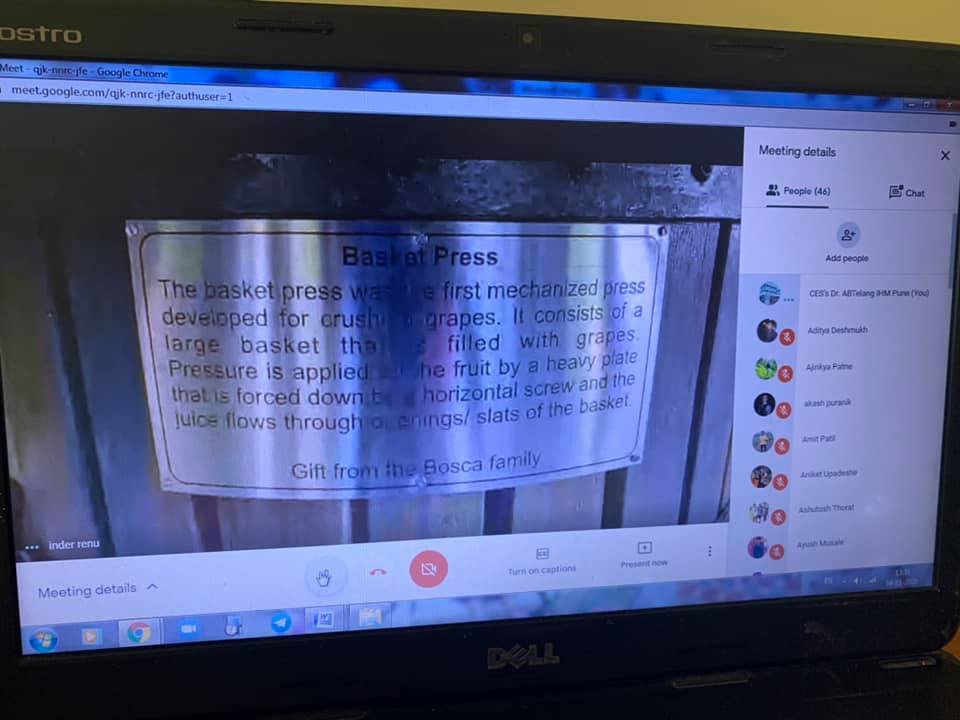 ostro
Meet - qjk-nnrc-jfe - Google Chrome
meet.google.com/qjk-nnrc-jfe?authuser=1
Basket Press
The basket press was the first mechanized press
developed for crushing grapes. It consists of a
large basket that is filled with grapes.
Pressure is applied to the fruit by a heavy plate
that is forced down by a horizontal screw and the
juice flows through openings/ slats of the basket.
Gift from the Bosca family
inder renu
Meeting details
Turn on captions
Present now
Meeting details
People (46)
Chat
Add people
CES's Dr. ABTelang IHM Pune (You)
Aditya Deshmukh
Ajinkya Patne
akash puranik
Amit Patil
Aniket Upadeshe
Ashutosh Thorat
Ayush Musale
DELL